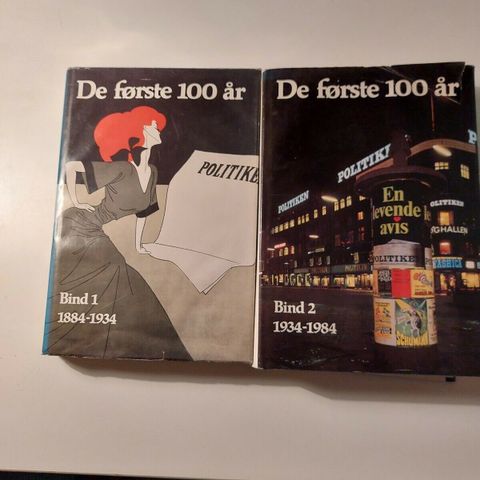 De første 100 år
POLITIKEN
Bind 1
1884-1934
De første 100 år
POLITIKEN
POLITIKE
En
levende
avis
POLITIKEN
POLITIKEN
Bind 2
1934-1984